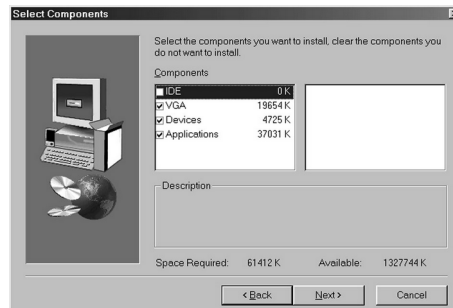 Select Components
Select the components you want to install, clear the components you
do not want to install.
Components
IDE 0 K
VGA 19654 K
Devices 4725 K
Applications 37031 K
Description
Space Required: 61412 K Available: 1327744 K
< Back Next > Cancel